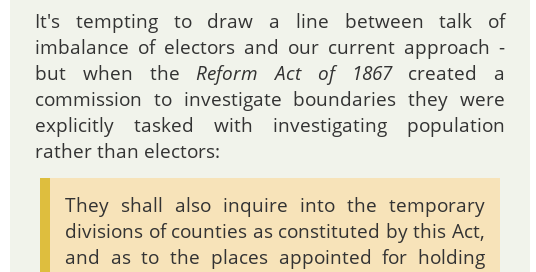 It's tempting to draw a line between talk of
imbalance of electors and our current approach -
but when the Reform Act of 1867 created a
commission to investigate boundaries they were
explicitly tasked with investigating population
rather than electors:
They shall also inquire into the temporary
divisions of counties as constituted by this Act,
and as to the places appointed for holding